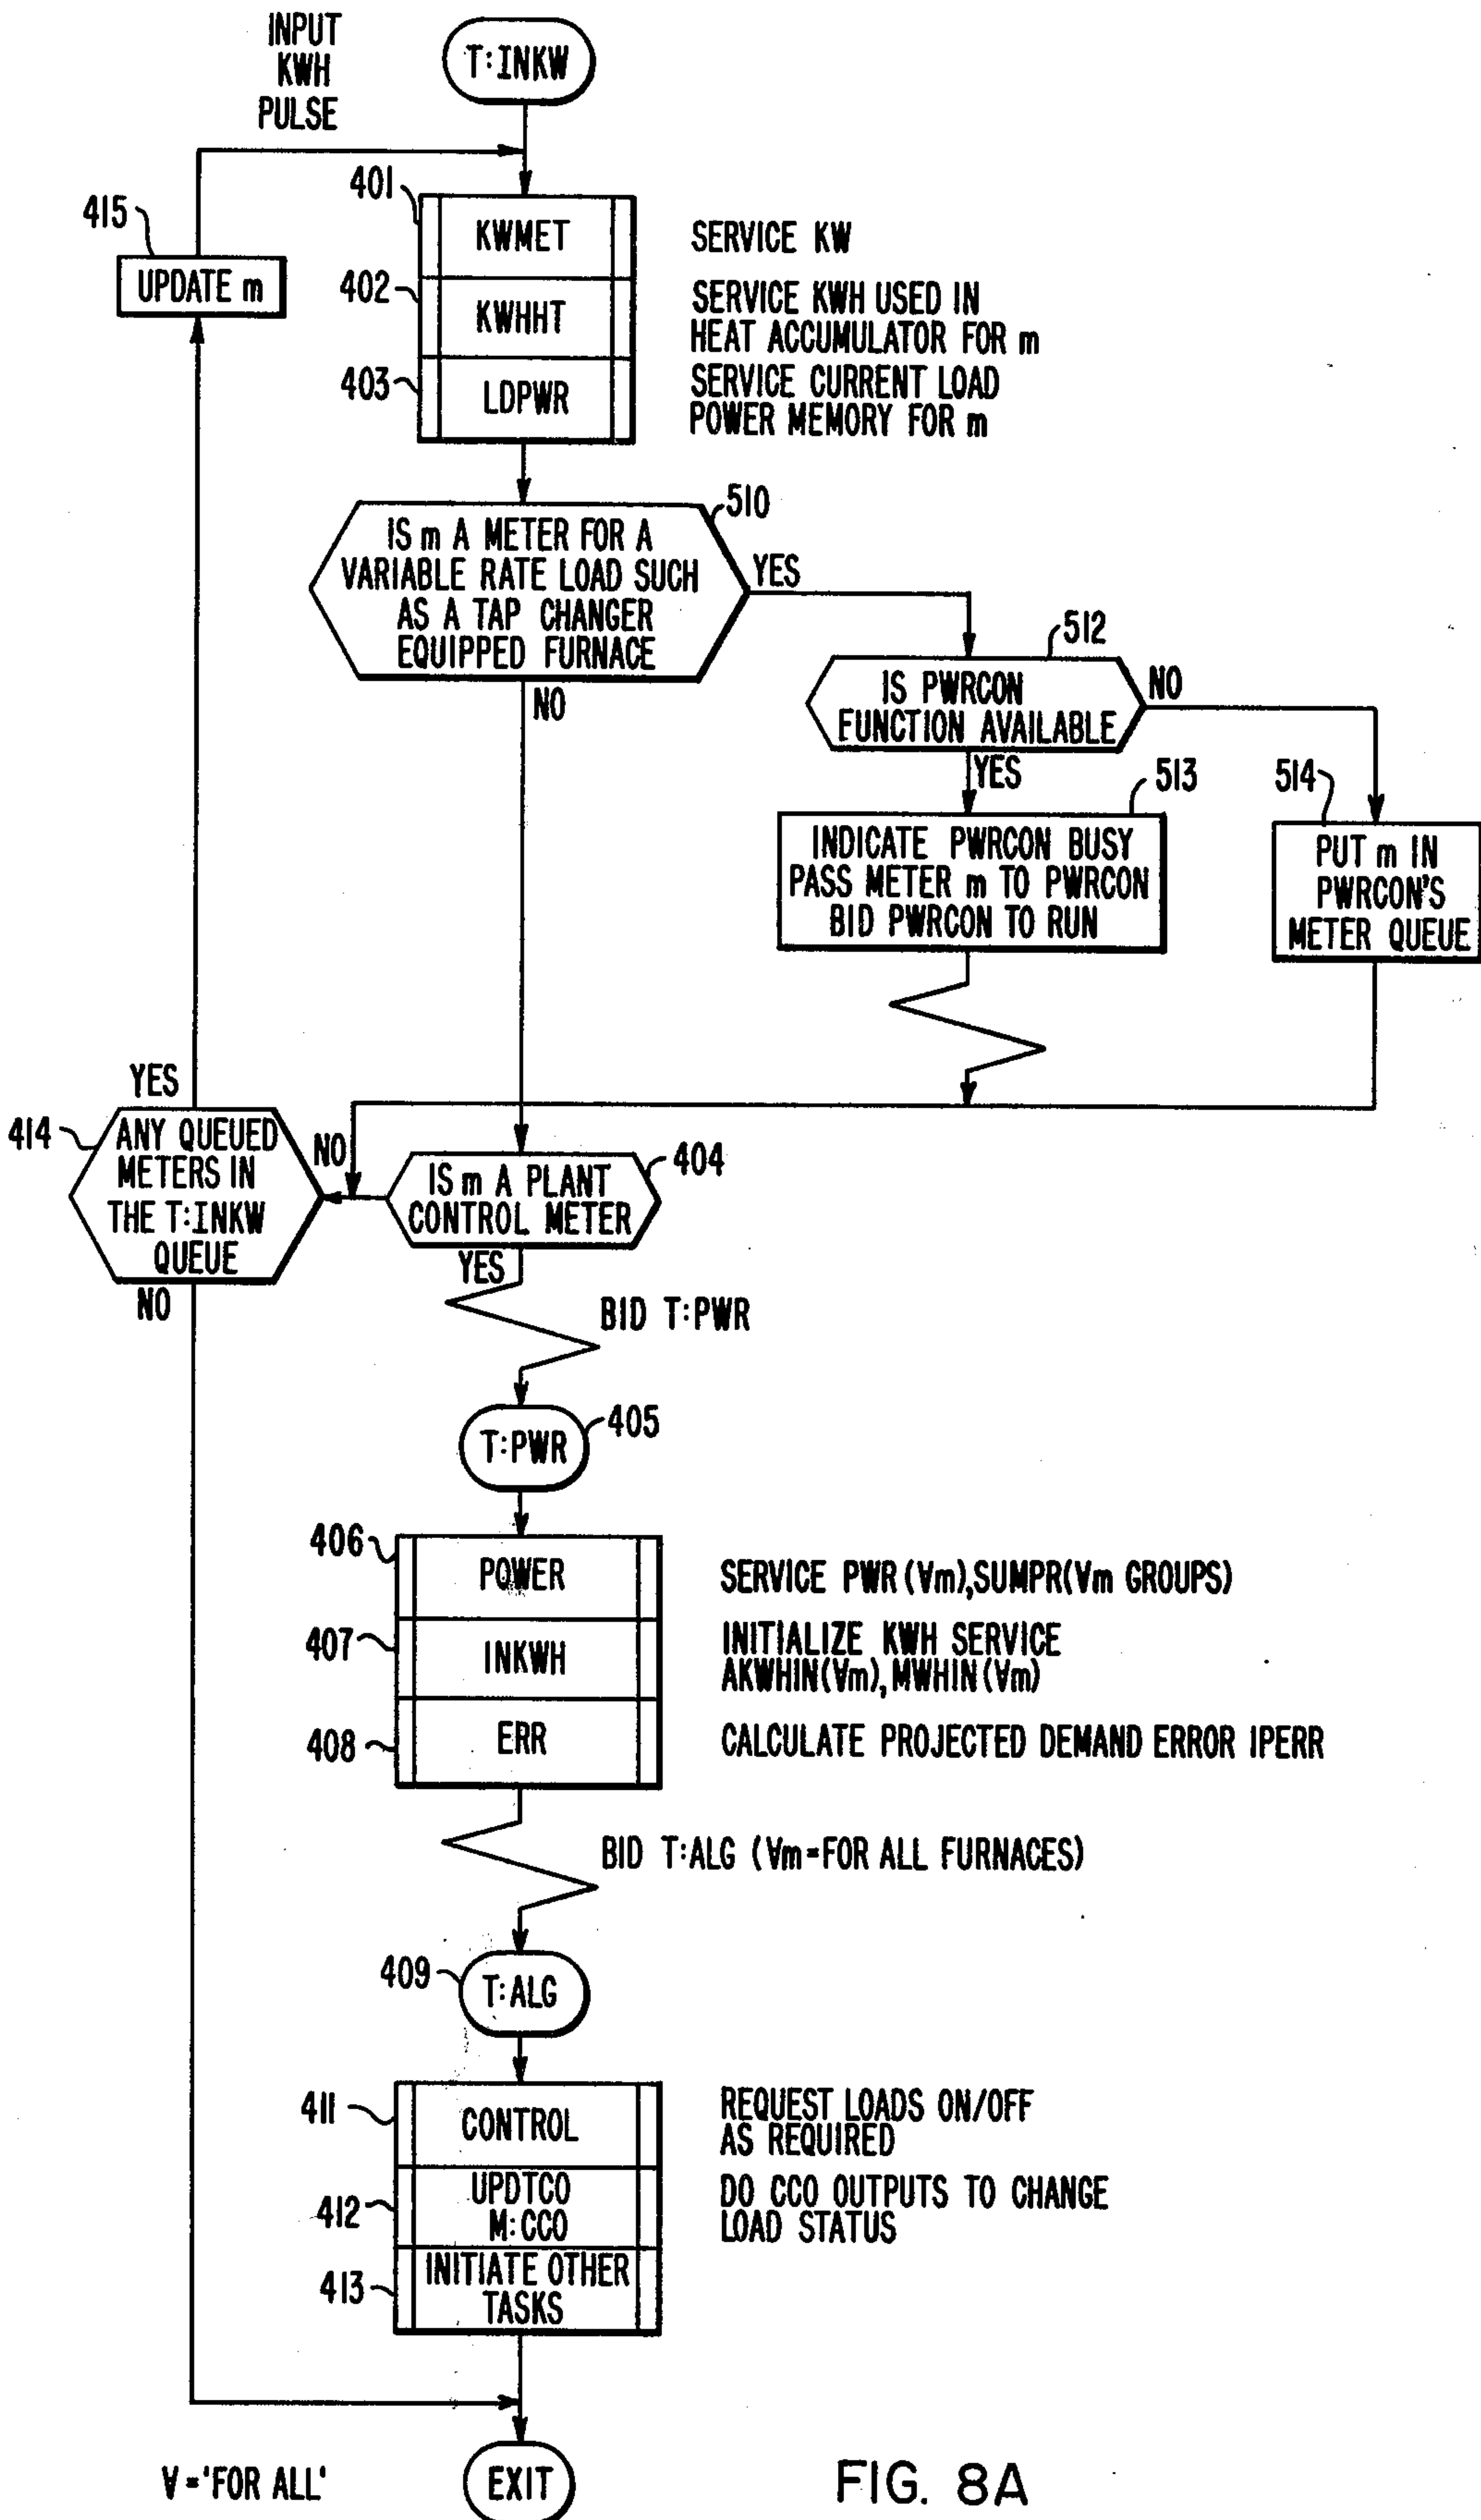 INPUT
KWH
PULSE
T:INKW
415
UPDATE m
401
KWMET
SERVICE KW
402
KWHHT
SERVICE KWH USED IN
HEAT ACCUMULATOR FOR m
403
LDPWR
SERVICE CURRENT LOAD
POWER MEMORY FOR m
510
IS m A METER FOR A
VARIABLE RATE LOAD SUCH
AS A TAP CHANGER
EQUIPPED FURNACE
YES
NO
512
IS PWRCON
FUNCTION AVAILABLE
NO
YES
513
INDICATE PWRCON BUSY
PASS METER m TO PWRCON
BID PWRCON TO RUN
514
PUT m IN
PWRCON'S
METER QUEUE
YES
414
ANY QUEUED
METERS IN
THE T:INKW
QUEUE
NO
NO
404
IS m A PLANT
CONTROL METER
YES
BID T:PWR
405
T:PWR
406
POWER
SERVICE PWR (∀m),SUMPR(∀m GROUPS)
407
INKWH
INITIALIZE KWH SERVICE
AKWHIN(∀m),MWHIN(∀m)
408
ERR
CALCULATE PROJECTED DEMAND ERROR IPERR
BID T:ALG (∀m=FOR ALL FURNACES)
409
T:ALG
411
CONTROL
REQUEST LOADS ON/OFF
AS REQUIRED
412
UPDTCO
M:CCO
DO CCO OUTPUTS TO CHANGE
LOAD STATUS
413
INITIATE OTHER
TASKS
EXIT
∀='FOR ALL'
FIG. 8A